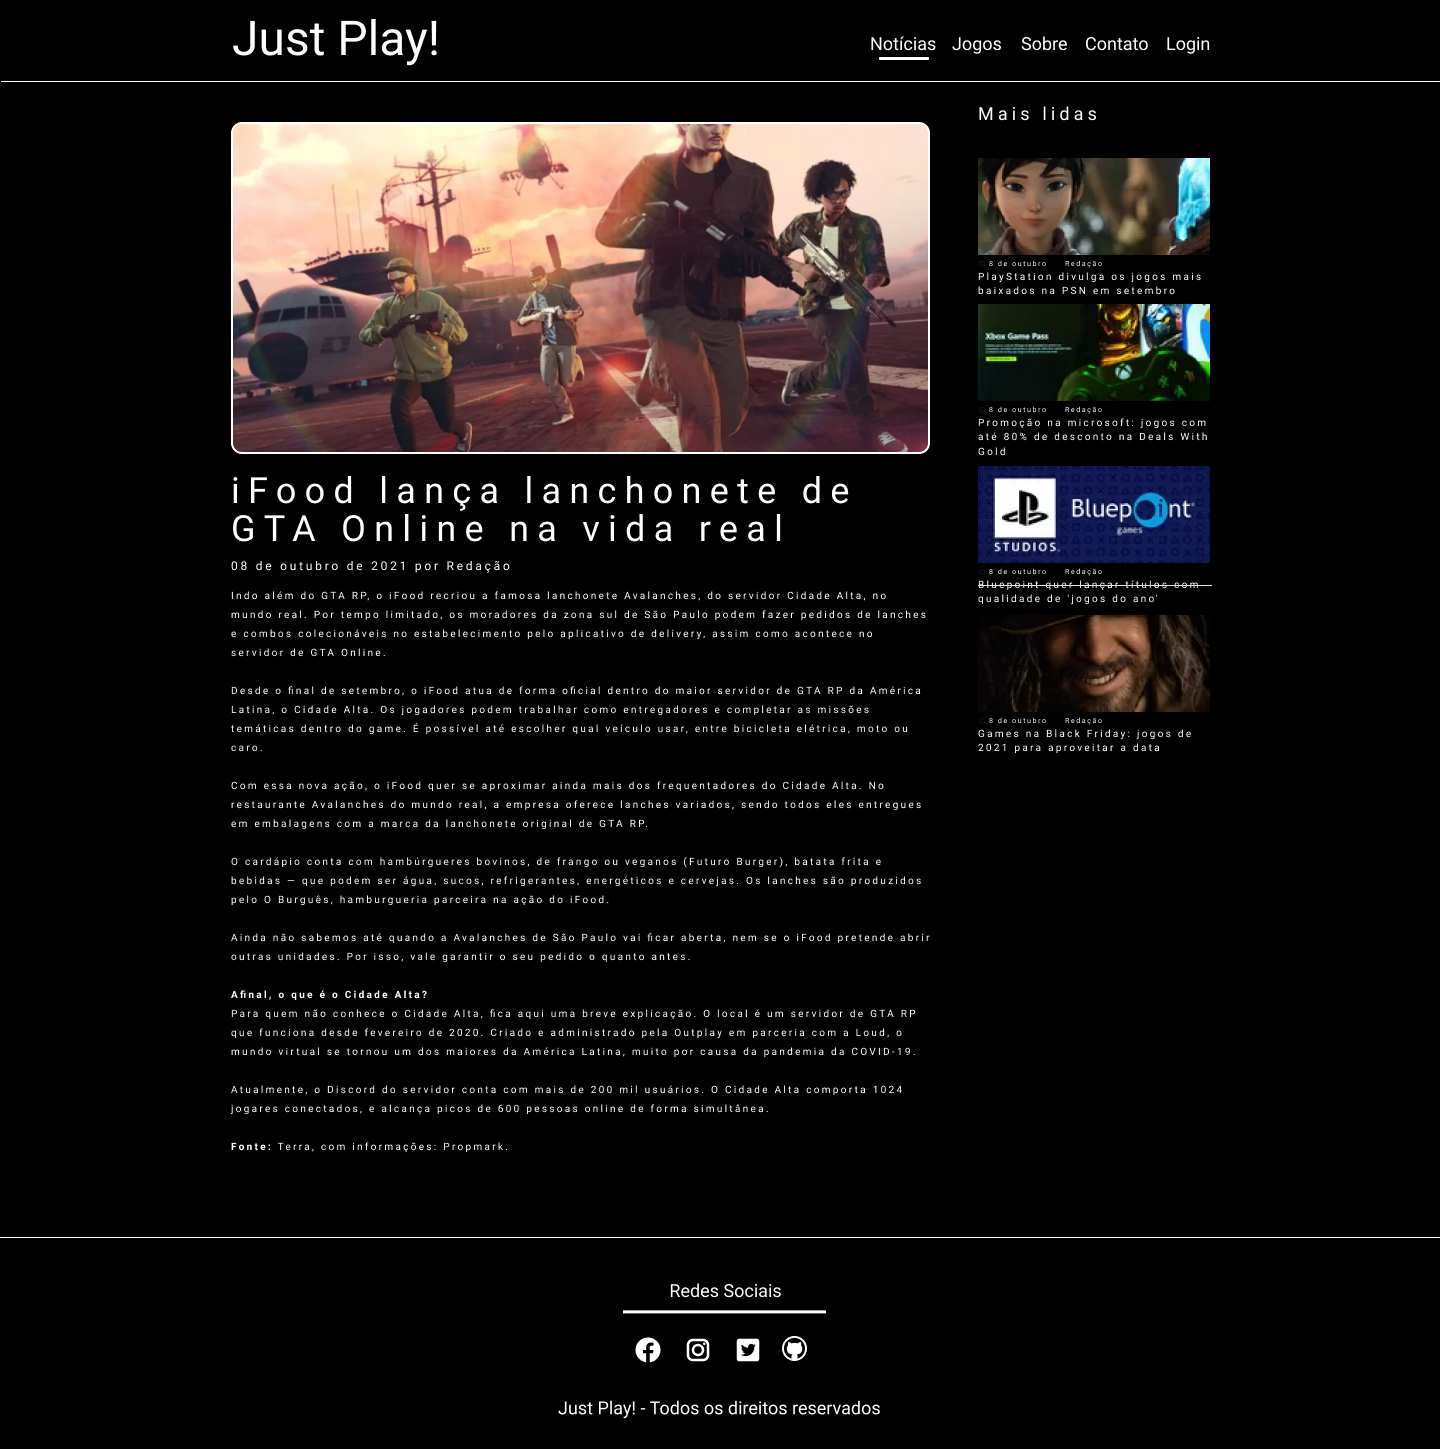 Just Play!
Notícias Jogos Sobre Contato Login
iFood lança lanchonete de
GTA Online na vida real
08 de outubro de 2021 por Redação
Indo além do GTA RP, o iFood recriou a famosa lanchonete Avalanches, do servidor Cidade Alta, no
mundo real. Por tempo limitado, os moradores da zona sul de São Paulo podem fazer pedidos de lanches
e combos colecionáveis no estabelecimento pelo aplicativo de delivery, assim como acontece no
servidor de GTA Online.
Desde o final de setembro, o iFood atua de forma oficial dentro do maior servidor de GTA RP da América
Latina, o Cidade Alta. Os jogadores podem trabalhar como entregadores e completar as missões
temáticas dentro do game. É possível até escolher qual veículo usar, entre bicicleta elétrica, moto ou
caro.
Com essa nova ação, o iFood quer se aproximar ainda mais dos frequentadores do Cidade Alta. No
restaurante Avalanches do mundo real, a empresa oferece lanches variados, sendo todos eles entregues
em embalagens com a marca da lanchonete original de GTA RP.
O cardápio conta com hambúrgueres bovinos, de frango ou veganos (Futuro Burger), batata frita e
bebidas — que podem ser água, sucos, refrigerantes, energéticos e cervejas. Os lanches são produzidos
pelo O Burguês, hamburgueria parceira na ação do iFood.
Ainda não sabemos até quando a Avalanches de São Paulo vai ficar aberta, nem se o iFood pretende abrir
outras unidades. Por isso, vale garantir o seu pedido o quanto antes.
Afinal, o que é o Cidade Alta?
Para quem não conhece o Cidade Alta, fica aqui uma breve explicação. O local é um servidor de GTA RP
que funciona desde fevereiro de 2020. Criado e administrado pela Outplay em parceria com a Loud, o
mundo virtual se tornou um dos maiores da América Latina, muito por causa da pandemia da COVID-19.
Atualmente, o Discord do servidor conta com mais de 200 mil usuários. O Cidade Alta comporta 1024
jogares conectados, e alcança picos de 600 pessoas online de forma simultânea.
Fonte: Terra, com informações: Propmark.
Mais lidas
8 de outubro Redação
PlayStation divulga os jogos mais
baixados na PSN em setembro
Xbox Game Pass
8 de outubro Redação
Promoção na microsoft: jogos com
até 80% de desconto na Deals With
Gold
STUDIOS
Bluepoint
games
8 de outubro Redação
Bluepoint quer lançar títulos com
qualidade de 'jogos do ano'
8 de outubro Redação
Games na Black Friday: jogos de
2021 para aproveitar a data
Redes Sociais
Just Play! - Todos os direitos reservados